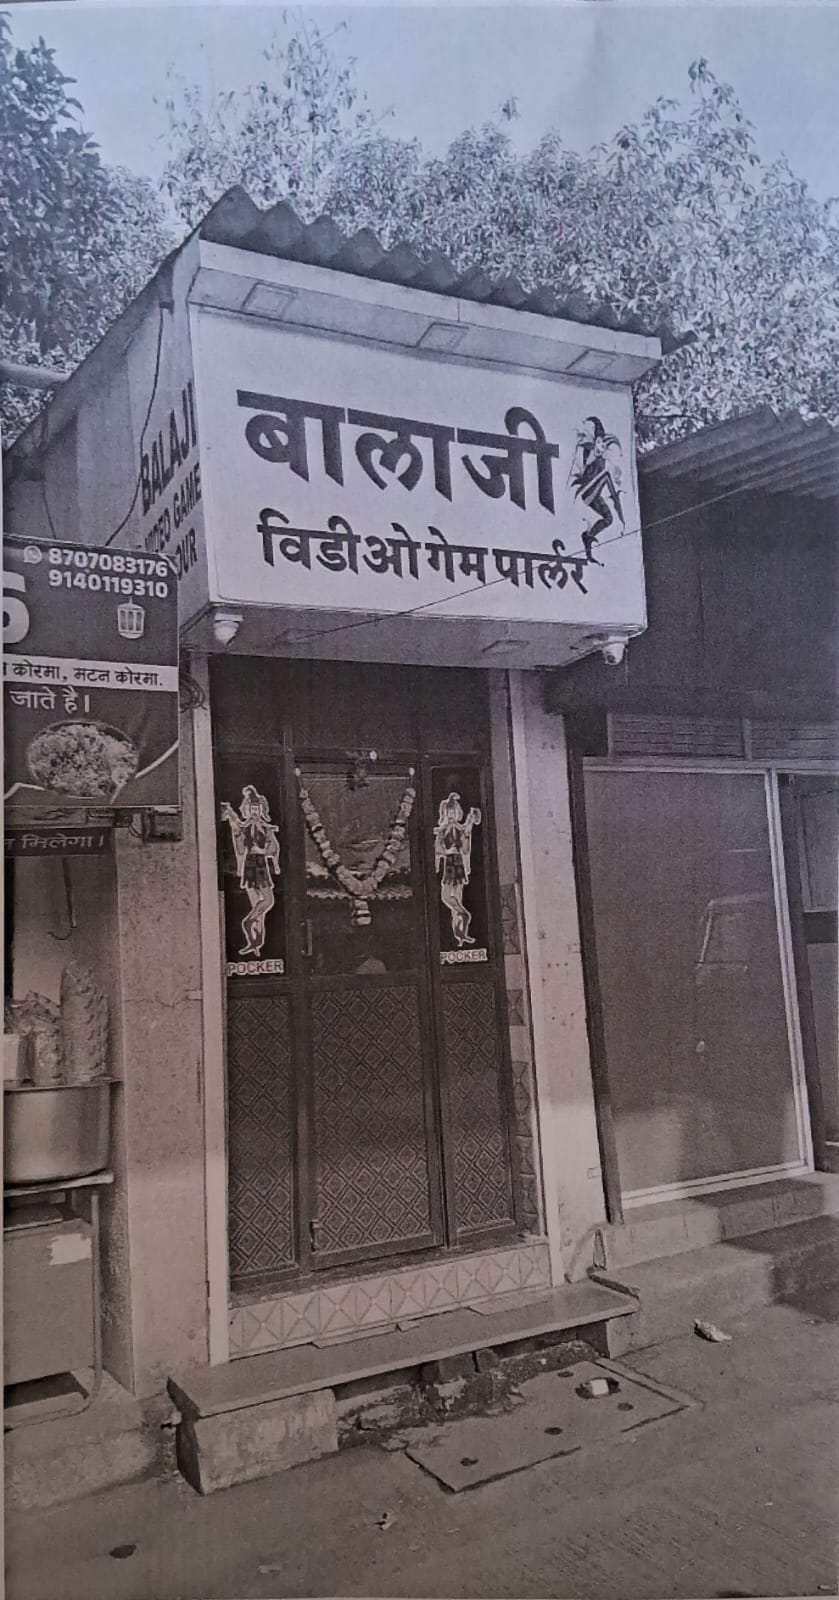 बालाजी
विडीओ गेम पार्लर
BALAJI
VIDEO GAME
8707083176
9140119310
कोरमा, मटन कोरमा.
जाते है।
मिलेगा।
POCKER
POCKER